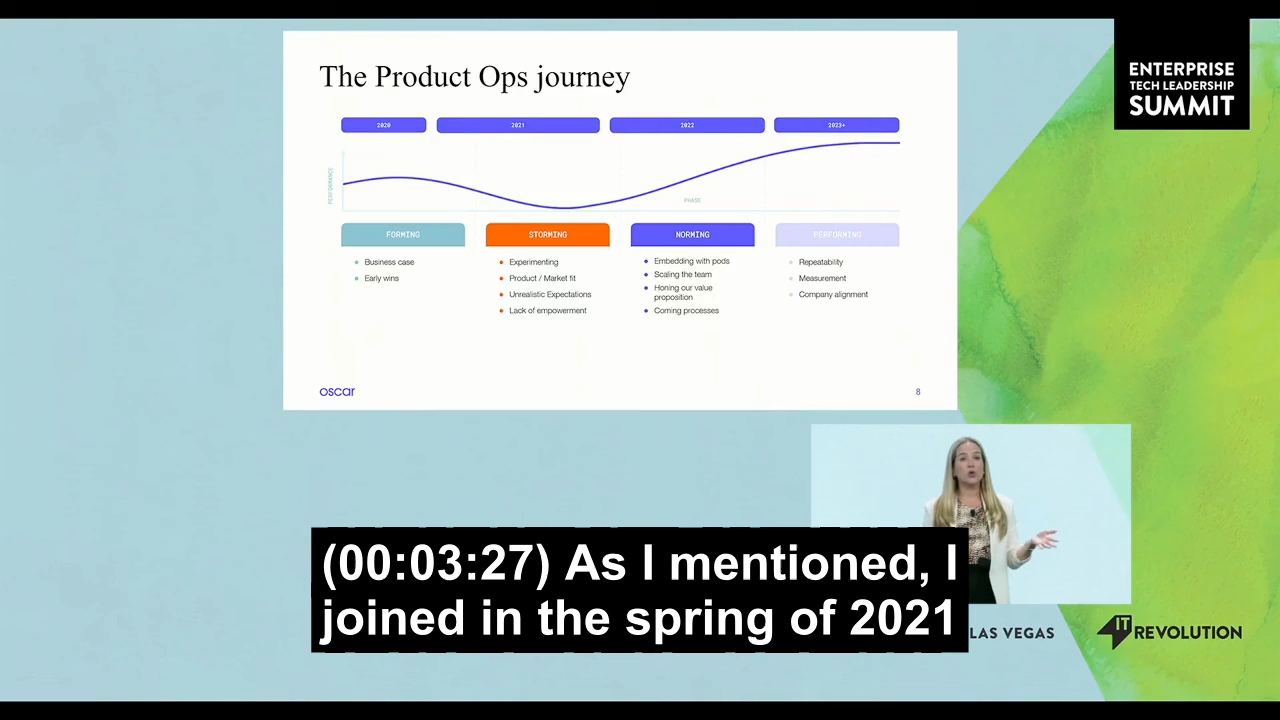 The Product Ops journey
2020
2021
2022
2023+
PERFORMANCE
PHASE
FORMING
Business case
Early wins
STORMING
Experimenting
Product / Market fit
Unrealistic Expectations
Lack of empowerment
NORMING
Embedding with pods
Scaling the team
Honing our value
proposition
Coming processes
PERFORMING
Repeatability
Measurement
Company alignment
oscar
8
ENTERPRISE
TECH LEADERSHIP
SUMMIT
(00:03:27) As I mentioned, I
joined in the spring of 2021
LAS VEGAS
IT REVOLUTION